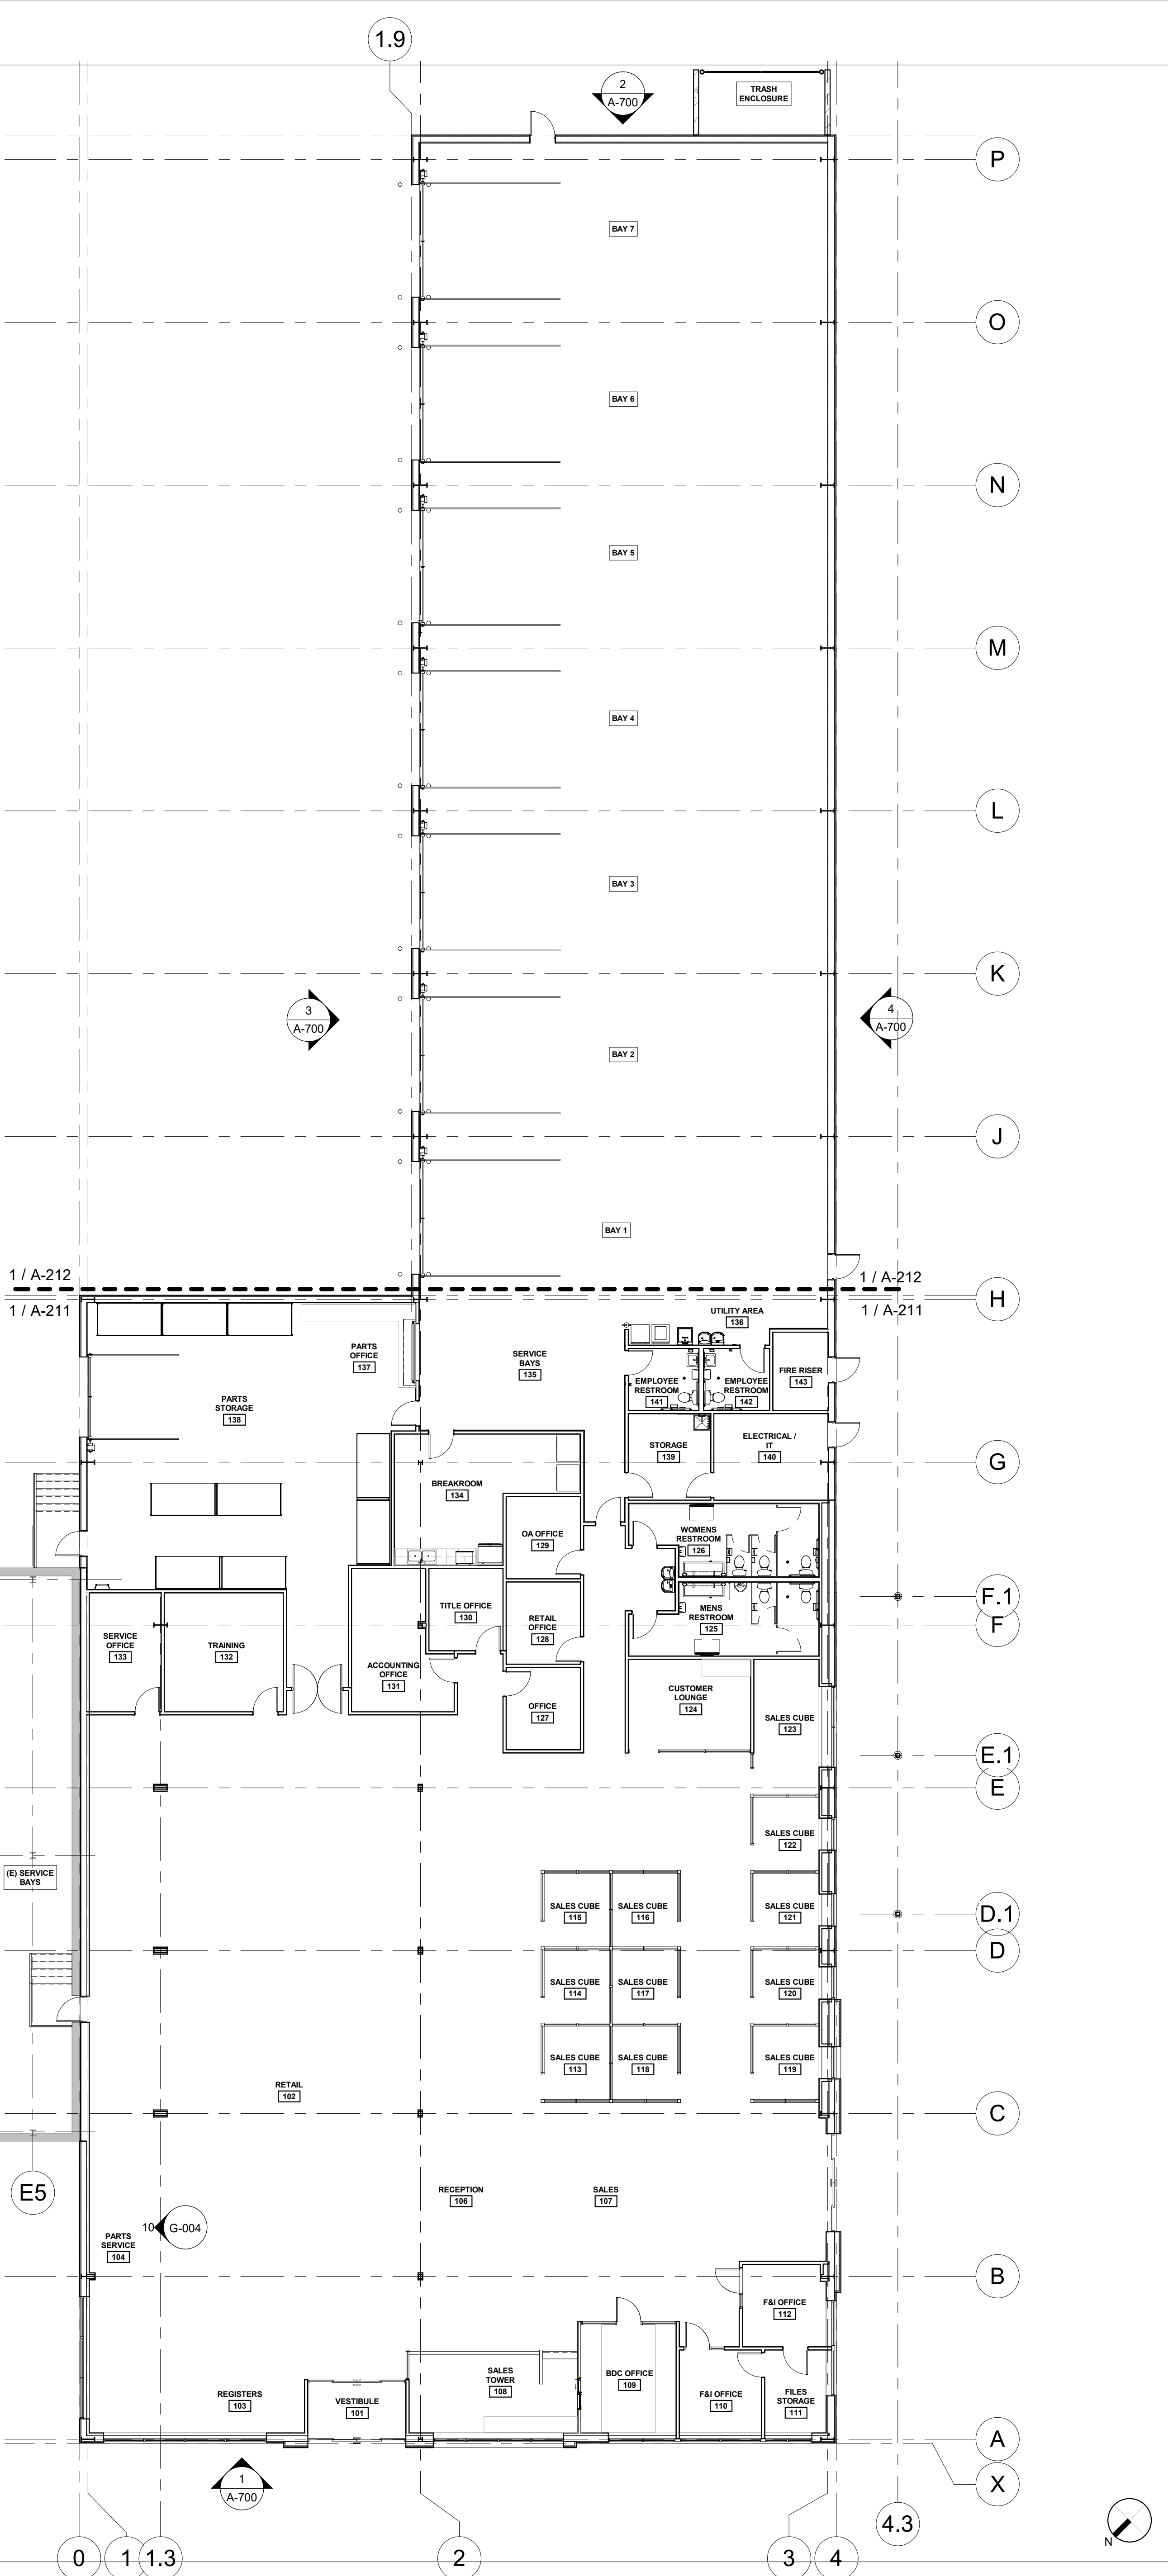 1.9
2
A-700
TRASH
ENCLOSURE
P
BAY 7
O
BAY 6
N
BAY 5
M
BAY 4
L
BAY 3
K
3
A-700
4
A-700
BAY 2
J
BAY 1
1 / A-212
1 / A-212
H
1 / A-211
1 / A-211
UTILITY AREA
136
PARTS
OFFICE
137
SERVICE
BAYS
135
FIRE RISER
143
EMPLOYEE
RESTROOM
141
EMPLOYEE
RESTROOM
142
PARTS
STORAGE
138
STORAGE
139
ELECTRICAL /
IT
140
G
BREAKROOM
134
OA OFFICE
129
WOMENS
RESTROOM
126
F.1
F
TITLE OFFICE
130
RETAIL
OFFICE
128
MENS
RESTROOM
125
SERVICE
OFFICE
133
TRAINING
132
ACCOUNTING
OFFICE
131
CUSTOMER
LOUNGE
124
OFFICE
127
SALES CUBE
123
E.1
E
SALES CUBE
122
(E) SERVICE
BAYS
SALES CUBE
115
SALES CUBE
116
SALES CUBE
121
D.1
D
SALES CUBE
114
SALES CUBE
117
SALES CUBE
120
SALES CUBE
113
SALES CUBE
118
SALES CUBE
119
RETAIL
102
C
E5
RECEPTION
106
SALES
107
10
G-004
PARTS
SERVICE
104
B
F&I OFFICE
112
SALES
TOWER
108
BDC OFFICE
109
REGISTERS
103
VESTIBULE
101
F&I OFFICE
110
FILES
STORAGE
111
A
X
1
A-700
4.3
N
0
1
1.3
2
3
4